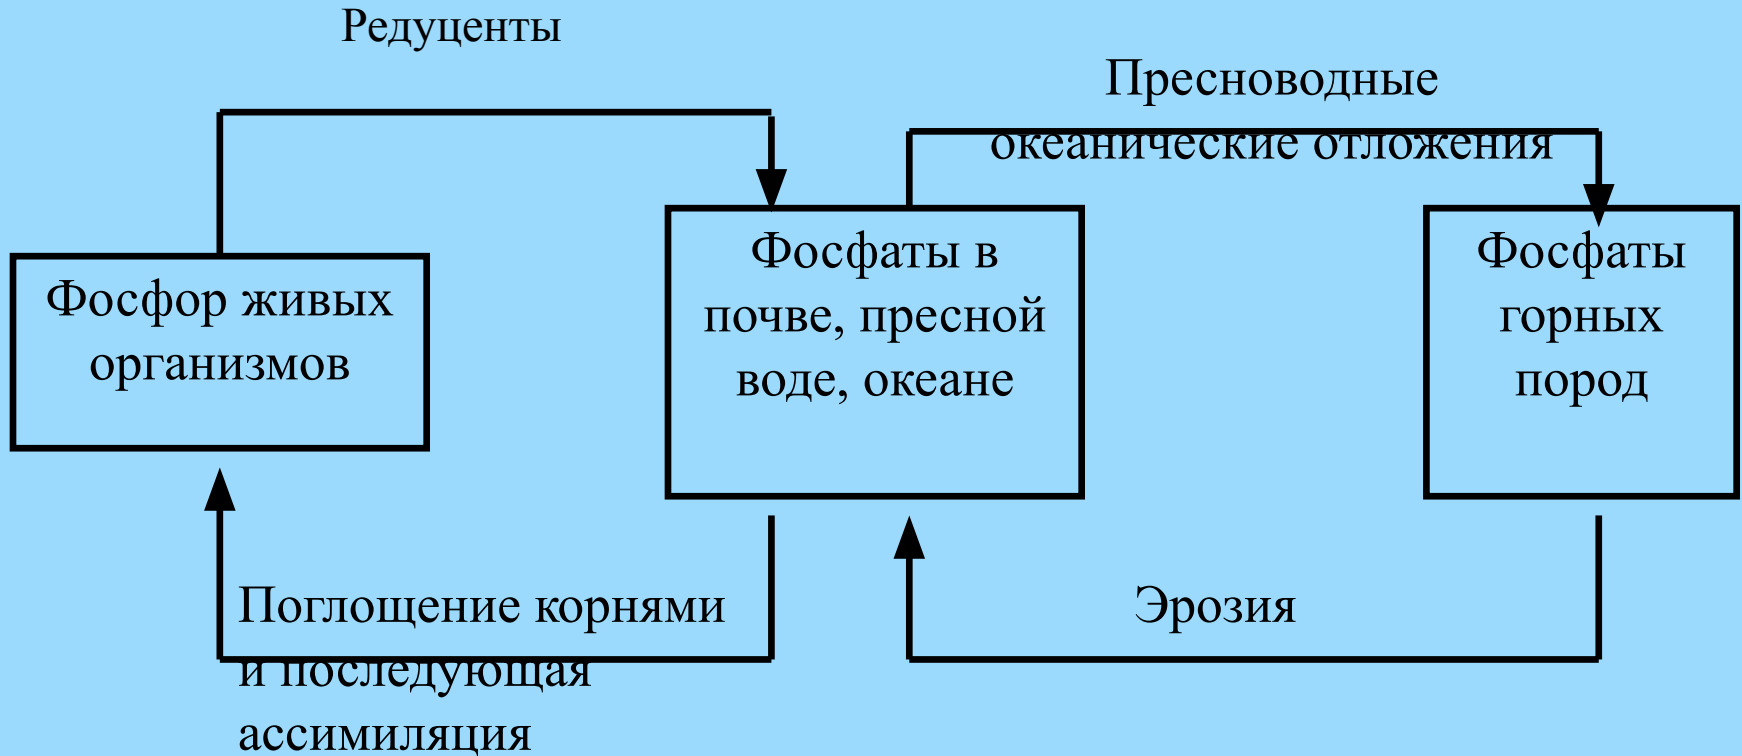 Редуценты
Пресноводные
океанические отложения
Фосфор живых
организмов
Фосфаты в
почве, пресной
воде, океане
Фосфаты
горных
пород
Поглощение корнями
и последующая
ассимиляция
Эрозия